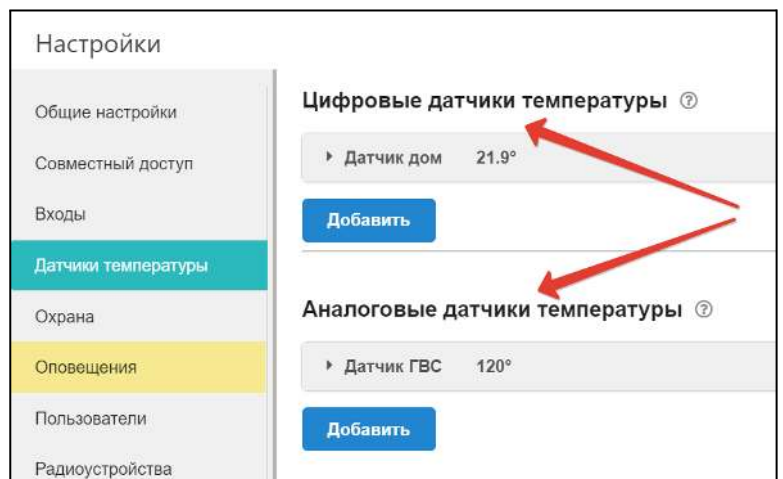 Настройки
Общие настройки
Совместный доступ
Входы
Датчики температуры
Охрана
Оповещения
Пользователи
Радиоустройства
Цифровые датчики температуры ?
Датчик дом 21.9°
Добавить
Аналоговые датчики температуры ?
Датчик ГВС 120°
Добавить